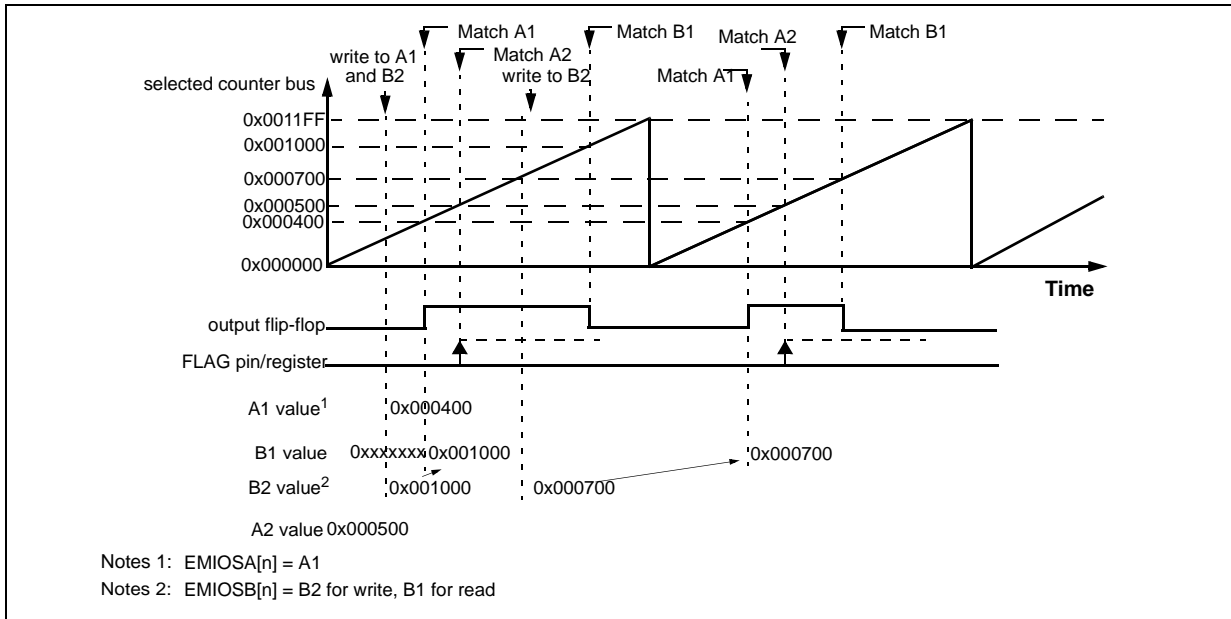 Match A1
Match B1
Match A2
Match B1
write to A1
and B2
Match A2
write to B2
Match A1
selected counter bus
0x0011FF
0x001000
0x000700
0x000500
0x000400
0x000000
Time
output flip-flop
FLAG pin/register
A1 value1 0x000400
B1 value 0xxxxxxx 0x001000 0x000700
B2 value2 0x001000 0x000700
A2 value 0x000500
Notes 1: EMIOSA[n] = A1
Notes 2: EMIOSB[n] = B2 for write, B1 for read